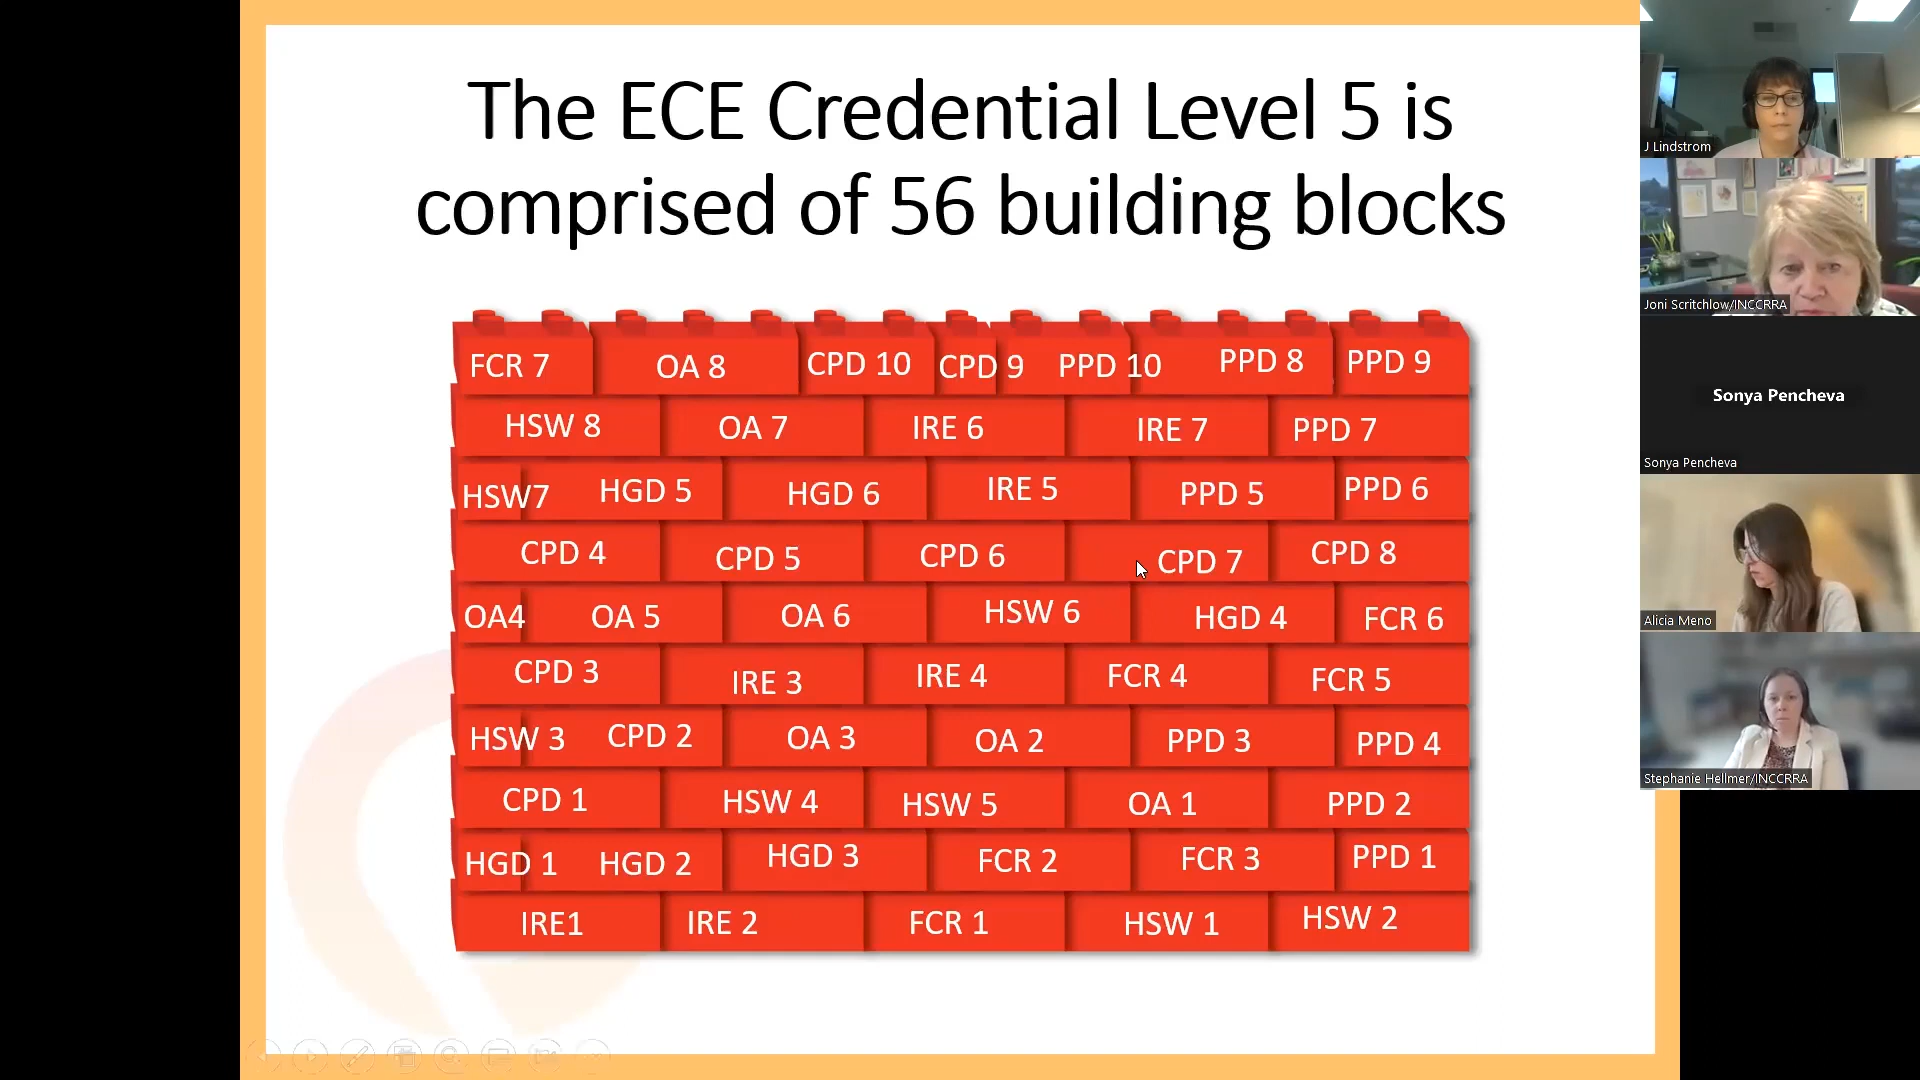 The ECE Credential Level 5 is
comprised of 56 building blocks
FCR 7 OA 8 CPD 10 CPD 9 PPD 10 PPD 8 PPD 9
HSW 8 OA 7 IRE 6 IRE 7 PPD 7
HSW7 HGD 5 HGD 6 IRE 5 PPD 5 PPD 6
CPD 4 CPD 5 CPD 6 CPD 7 CPD 8
OA4 OA 5 OA 6 HSW 6 HGD 4 FCR 6
CPD 3 IRE 3 IRE 4 FCR 4 FCR 5
HSW 3 CPD 2 OA 3 OA 2 PPD 3 PPD 4
CPD 1 HSW 4 HSW 5 OA 1 PPD 2
HGD 1 HGD 2 HGD 3 FCR 2 FCR 3 PPD 1
IRE1 IRE 2 FCR 1 HSW 1 HSW 2
J Lindstrom
Joni Scritchlow/INCCRRA
Sonya Pencheva
Sonya Pencheva
Alicia Meno
Stephanie Hellmer/INCCRRA